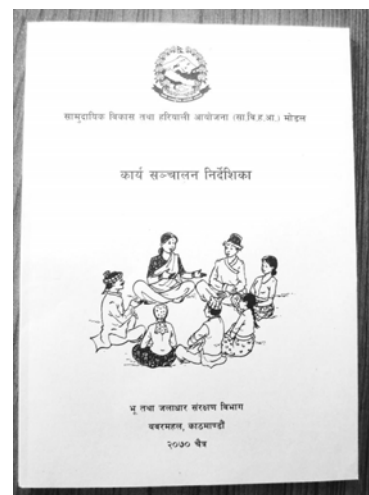 सामुदायिक विकास तथा हरियाली आयोजना (सा.वि.ह.आ.) मोडल
कार्य सञ्चालन निर्देशिका
भू तथा जलाधार संरक्षण विभाग
बबरमहल, काठमाण्डौं
२०७० चैत्र